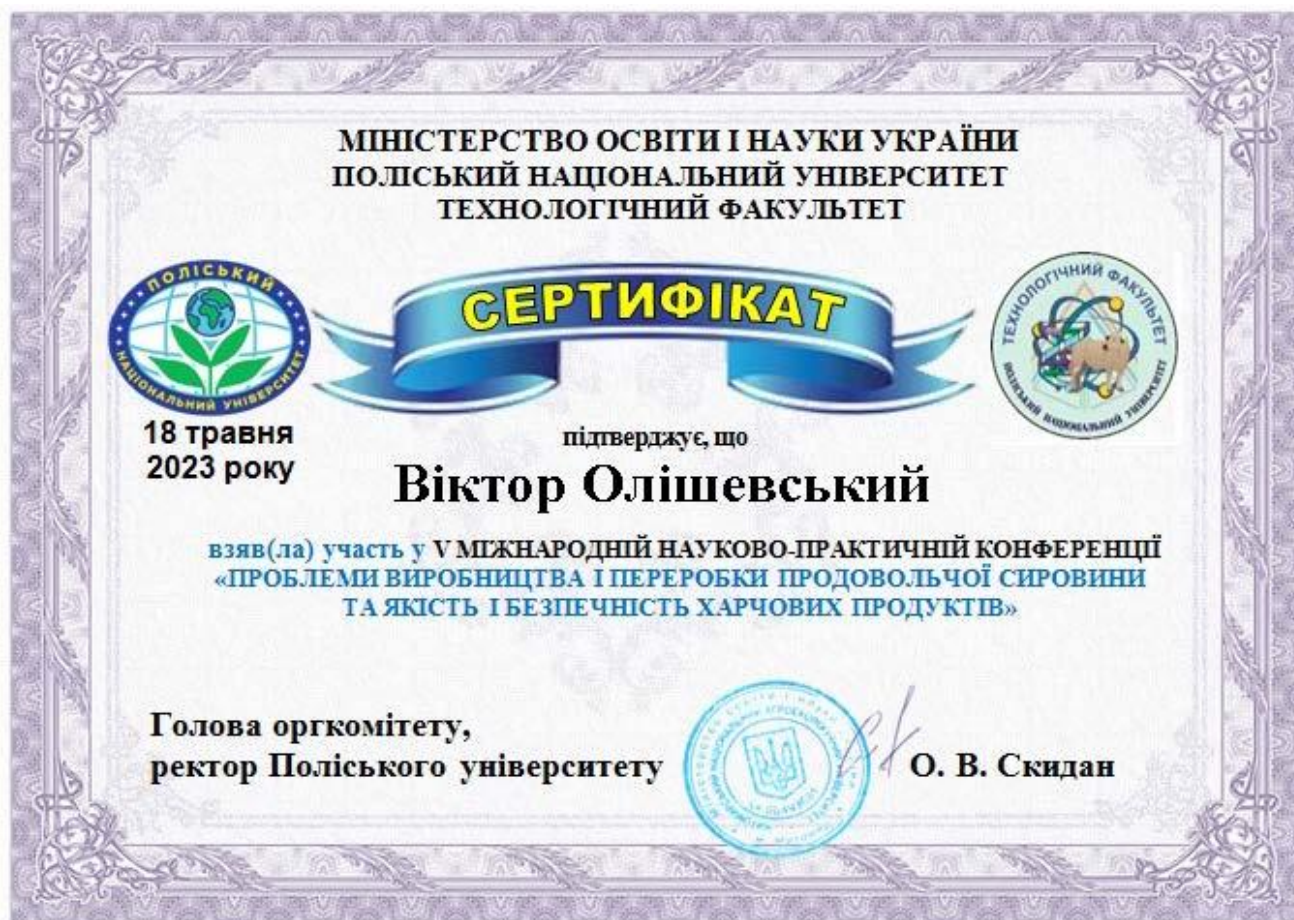 МІНІСТЕРСТВО ОСВІТИ І НАУКИ УКРАЇНИ
ПОЛІСЬКИЙ НАЦІОНАЛЬНИЙ УНІВЕРСИТЕТ
ТЕХНОЛОГІЧНИЙ ФАКУЛЬТЕТ
ПОЛІСЬКИЙ
НАЦІОНАЛЬНИЙ УНІВЕРСИТЕТ
СЕРТИФІКАТ
ТЕХНОЛОГІЧНИЙ ФАКУЛЬТЕТ
ПОЛІСЬКИЙ НАЦІОНАЛЬНИЙ УНІВЕРСИТЕТ
18 травня
2023 року
підтверджує, що
Віктор Олішевський
взяв(ла) участь у V МІЖНАРОДНІЙ НАУКОВО-ПРАКТИЧНІЙ КОНФЕРЕНЦІЇ
«ПРОБЛЕМИ ВИРОБНИЦТВА І ПЕРЕРОБКИ ПРОДОВОЛЬЧОЇ СИРОВИНИ
ТА ЯКІСТЬ І БЕЗПЕЧНІСТЬ ХАРЧОВИХ ПРОДУКТІВ»
Голова оргкомітету,
ректор Поліського університету
О. В. Скидан